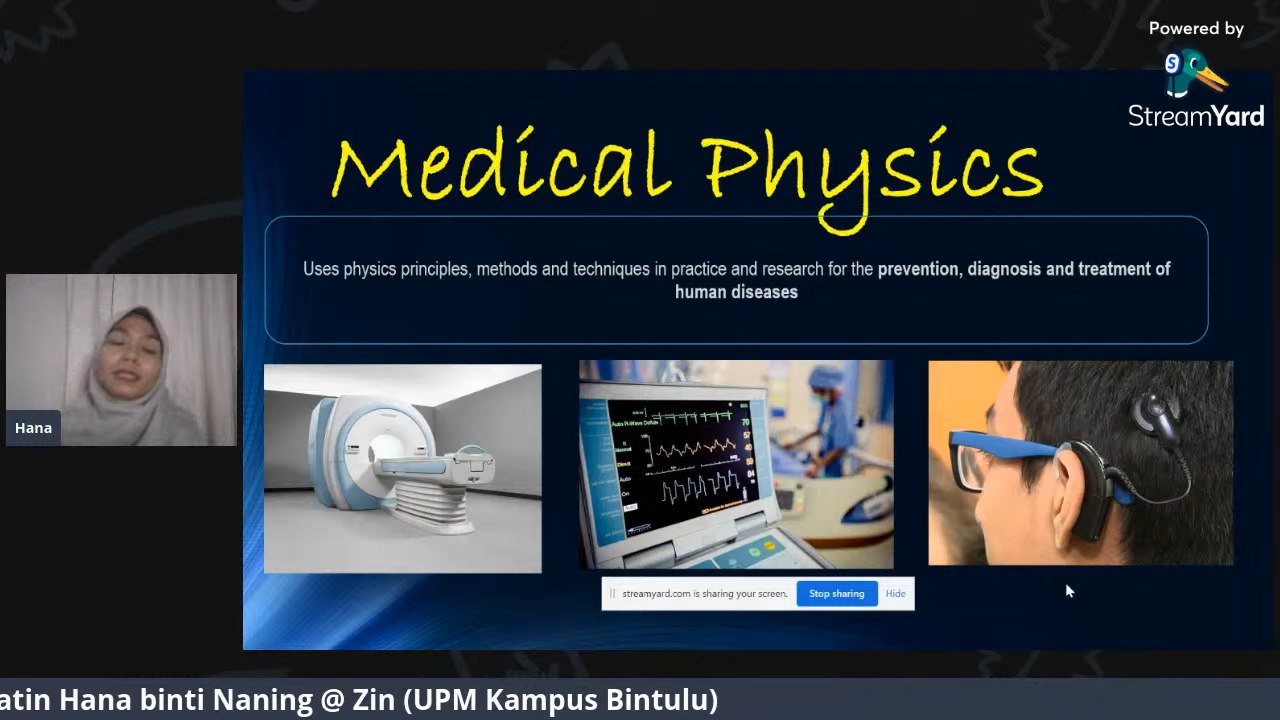 Powered by
StreamYard
Medical Physics
Uses physics principles, methods and techniques in practice and research for the prevention, diagnosis and treatment of
human diseases
Hana
streamyard.com is sharing your screen.
Stop sharing
Hide
atin Hana binti Naning @ Zin (UPM Kampus Bintulu)